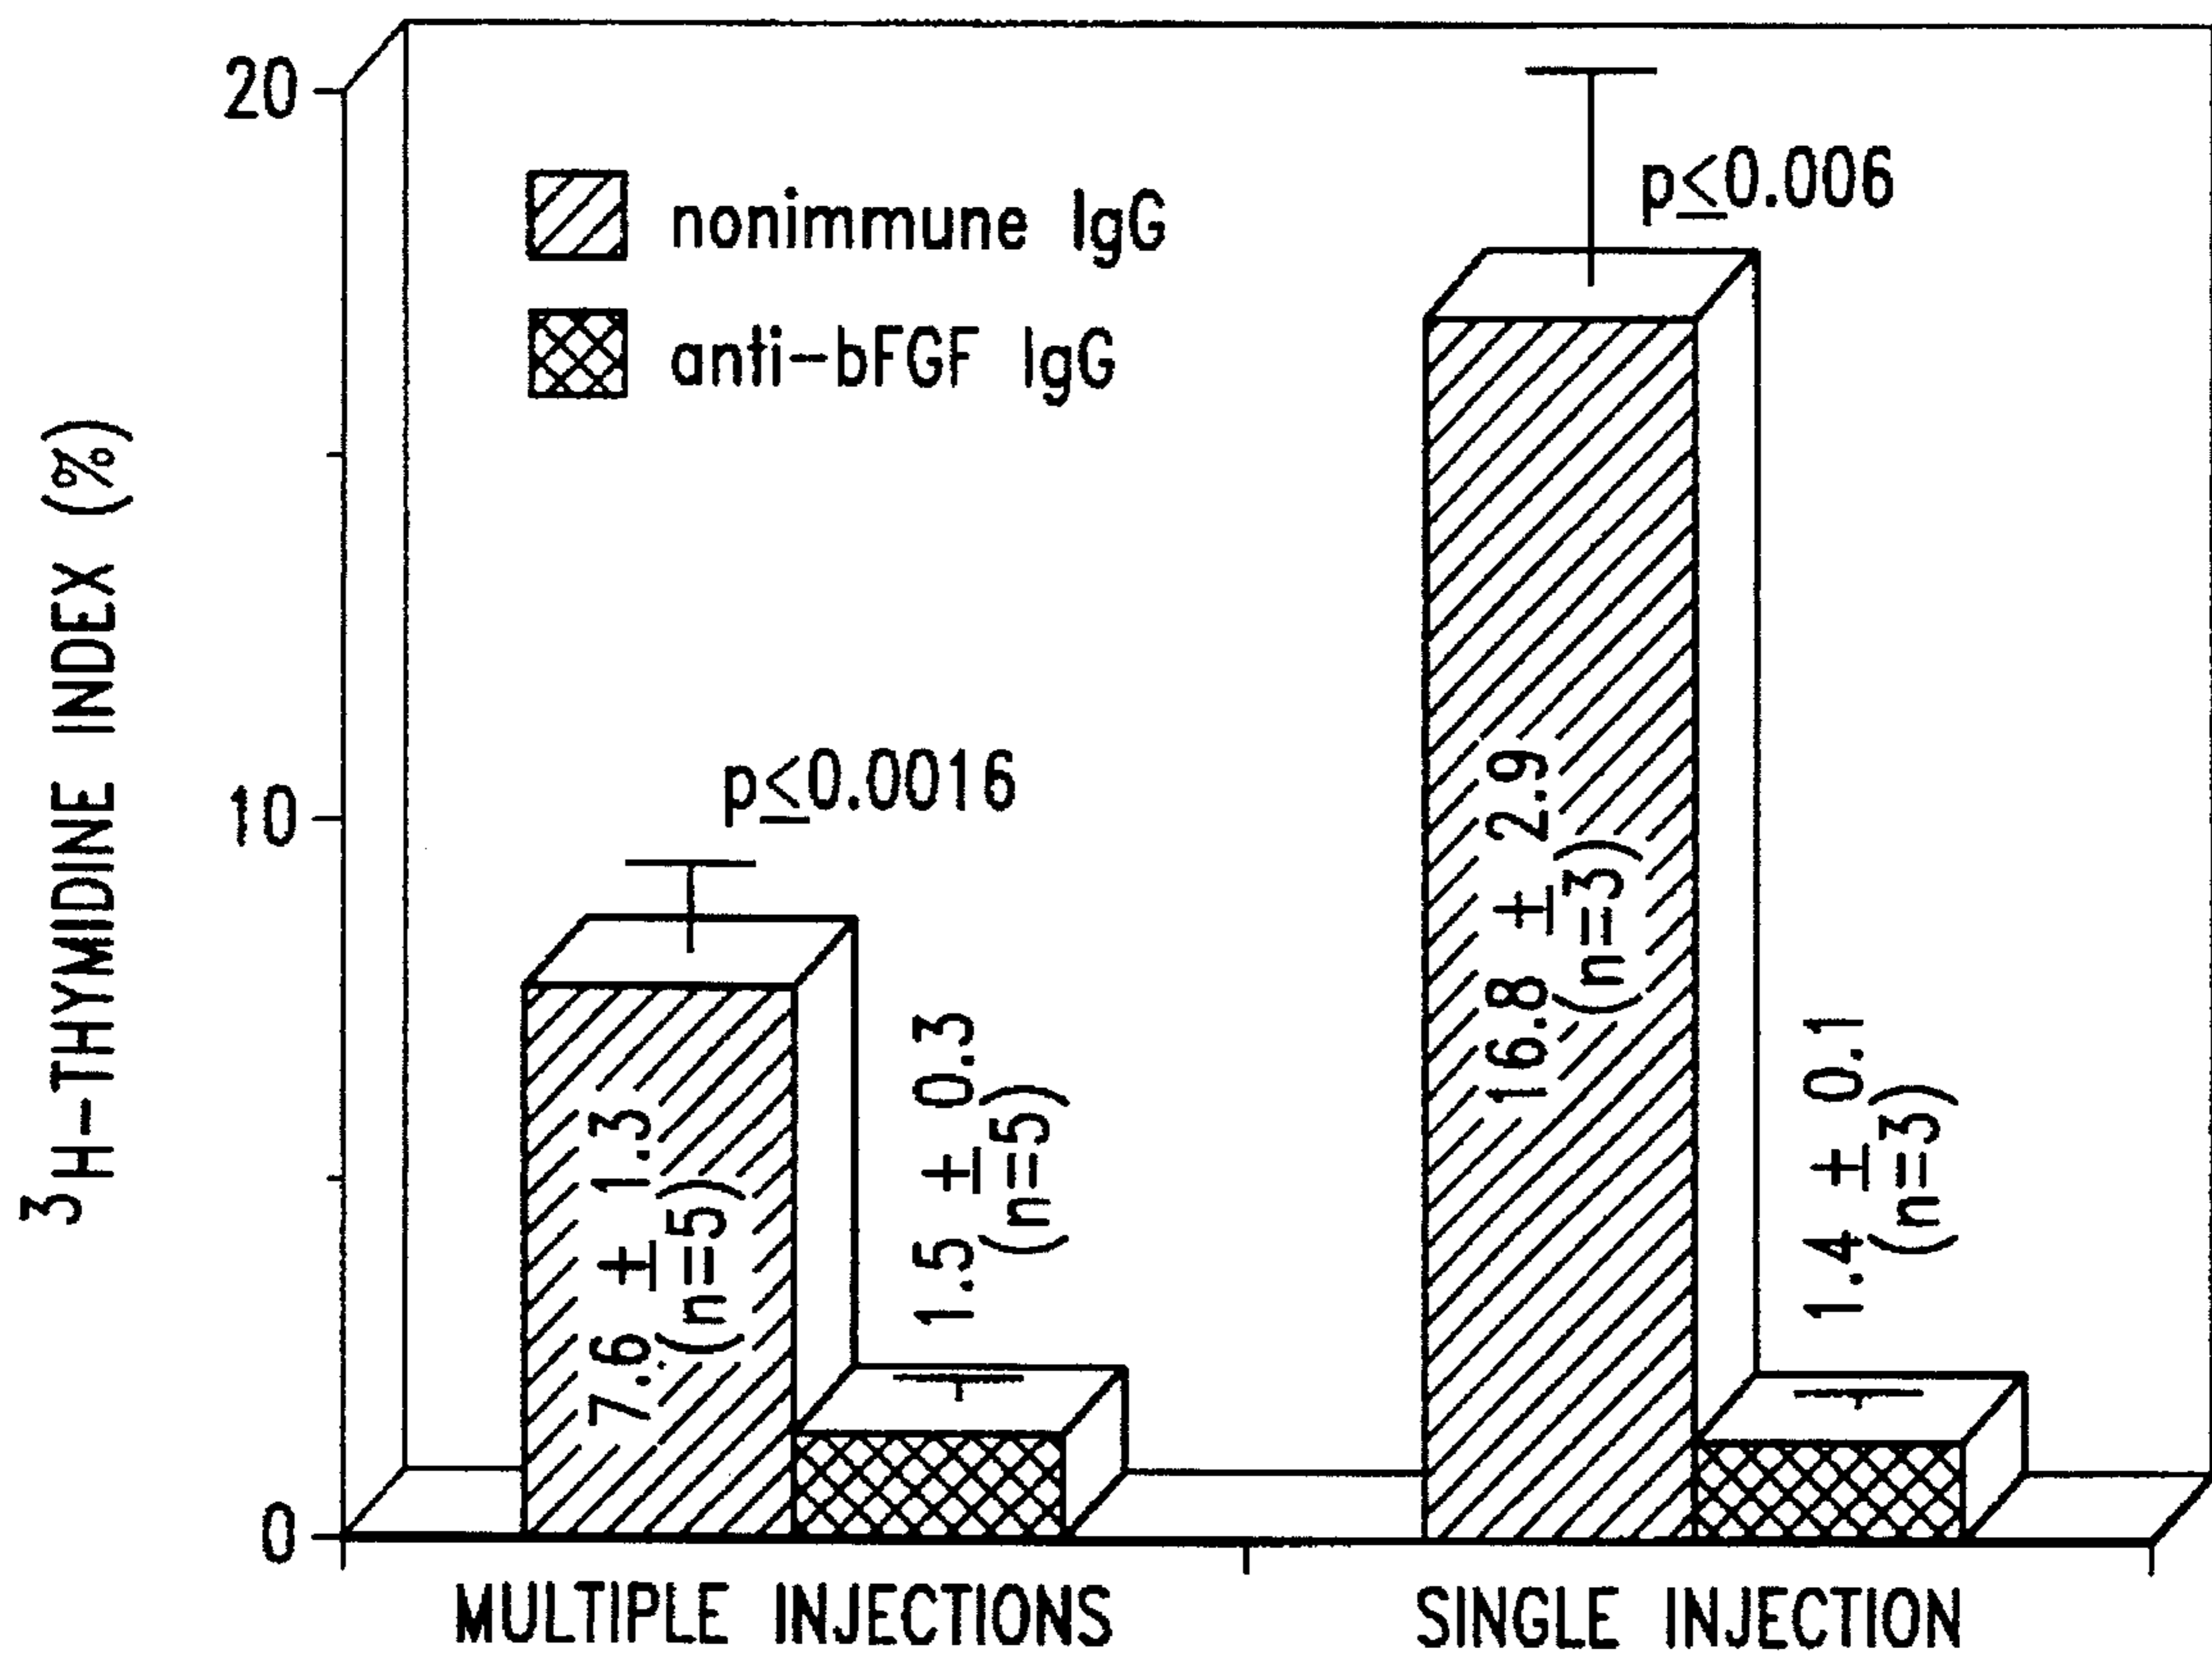 ³H-THYMIDINE INDEX (%)
20
10
0
nonimmune IgG
anti-bFGF IgG
p≤0.0016
7.6 ± 1.3
(n=5)
1.5 ± 0.3
(n=5)
p≤0.006
16.8 ± 2.9
(n=3)
1.4 ± 0.1
(n=3)
MULTIPLE INJECTIONS
SINGLE INJECTION